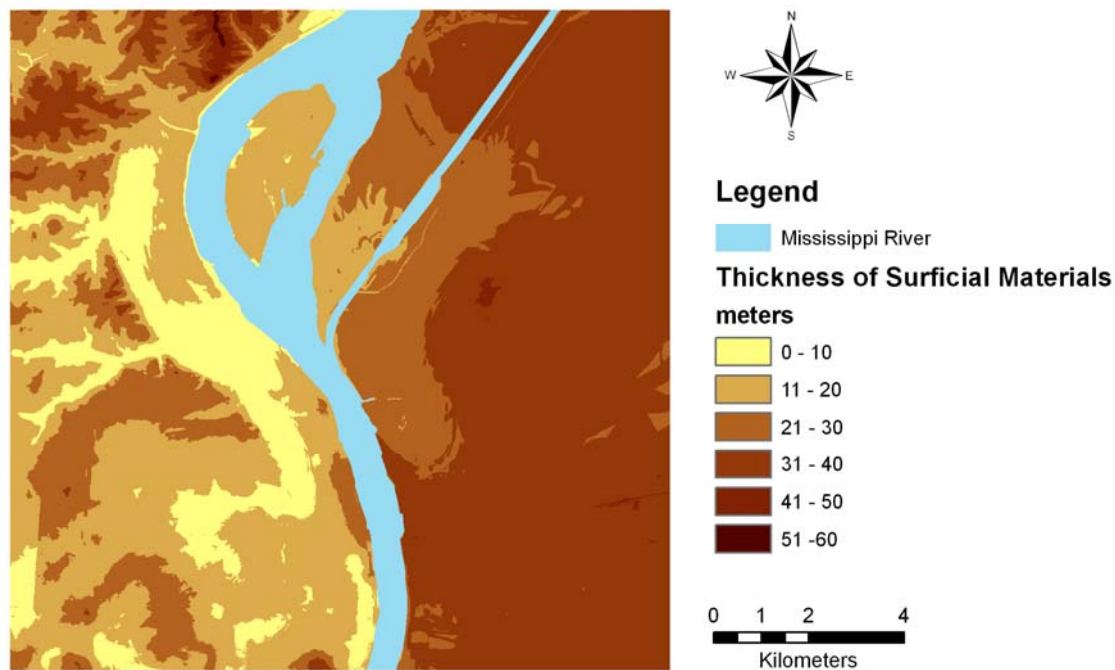 N
W E
S
Legend
Mississippi River
Thickness of Surficial Materials
meters
0 - 10
11 - 20
21 - 30
31 - 40
41 - 50
51 -60
0 1 2 4
Kilometers